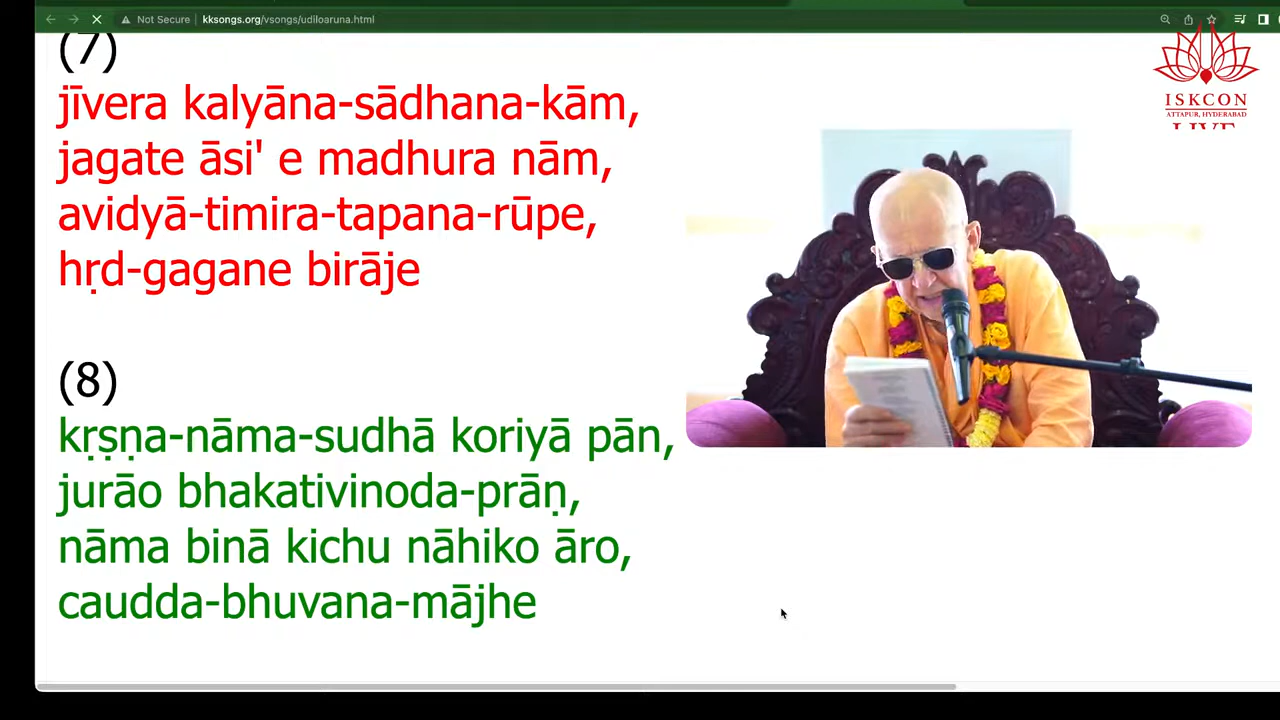 Not Secure kksongs.org/vsongs/udiloaruna.html
(7)
jīvera kalyāna-sādhana-kām,
jagate āsi' e madhura nām,
avidyā-timira-tapana-rūpe,
hṛd-gagane birāje
(8)
kṛṣṇa-nāma-sudhā koriyā pān,
jurāo bhakativinoda-prāṇ,
nāma binā kichu nāhiko āro,
caudda-bhuvana-mājhe
ISKCON
ATTAPUR, HYDERABAD
LIVE